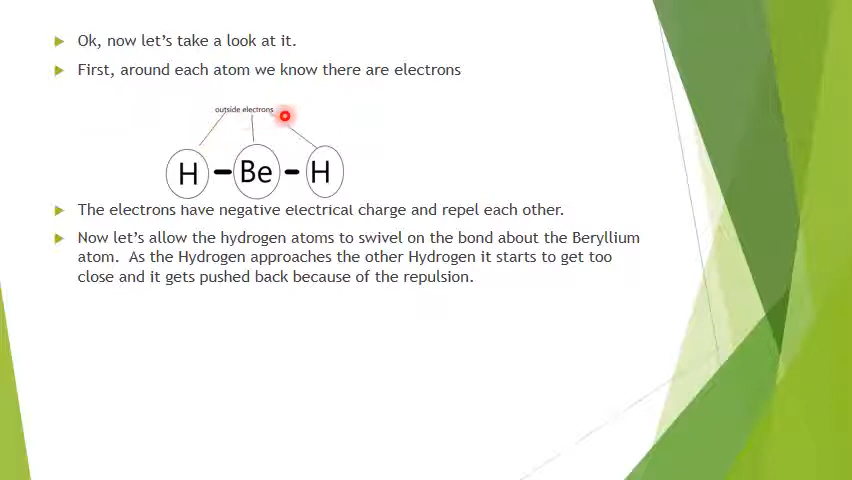 Ok, now let's take a look at it.
First, around each atom we know there are electrons
outside electrons
H Be H
The electrons have negative electrical charge and repel each other.
Now let's allow the hydrogen atoms to swivel on the bond about the Beryllium
atom. As the Hydrogen approaches the other Hydrogen it starts to get too
close and it gets pushed back because of the repulsion.